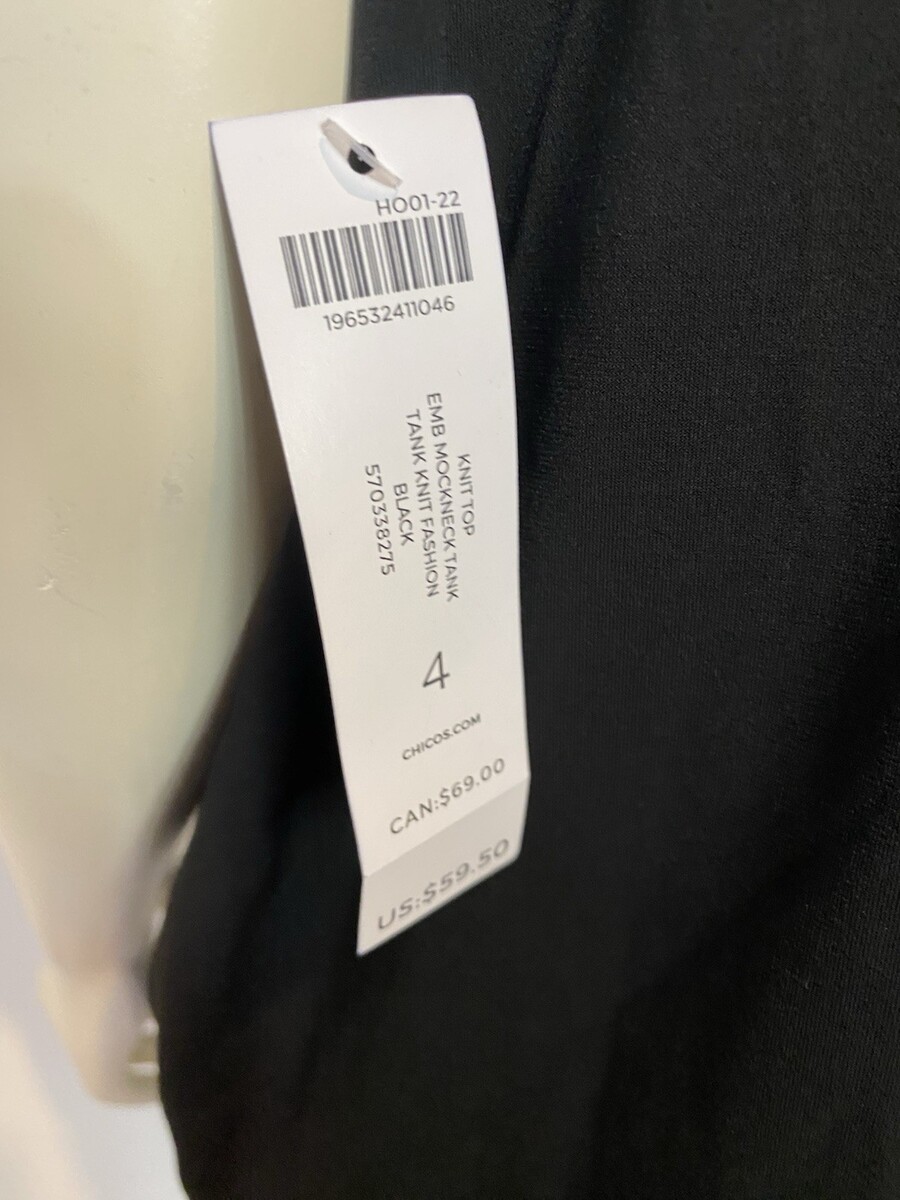 HO01-22
196532411046
KNIT TOP
EMB MOCKNECK TANK
TANK KNIT FASHION
BLACK
570338275
4
CHICOS.COM
CAN:$69.00
US:$59.50